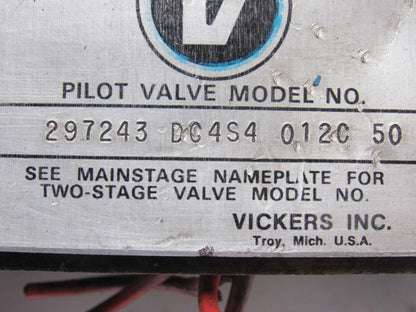 V
PILOT VALVE MODEL NO.
297243 DG4S4 012C 50
SEE MAINSTAGE NAMEPLATE FOR
TWO-STAGE VALVE MODEL NO.
VICKERS INC.
Troy, Mich. U.S.A.